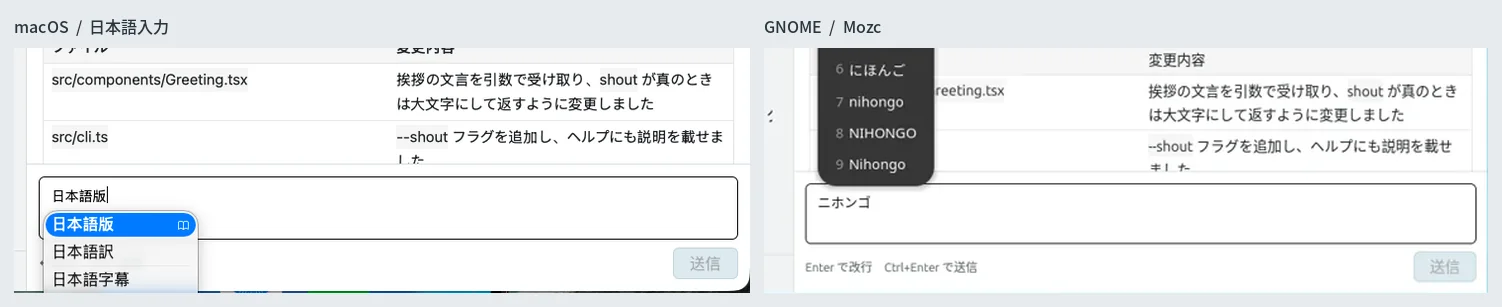 macOS / 日本語入力
ファイル 変更内容
src/components/Greeting.tsx 挨拶の文言を引数で受け取り、shout が真のとき
は大文字にして返すように変更しました
src/cli.ts --shout フラグを追加し、ヘルプにも説明を載せま
した
日本語版
日本語版
日本語訳
日本語字幕
送信
GNOME / Mozc
変更内容
6 にほんご
7 nihongo
8 NIHONGO
9 Nihongo
reeting.tsx 挨拶の文言を引数で受け取り、shout が真のとき
は大文字にして返すように変更しました
--shout フラグを追加し、ヘルプにも説明を載せ
ました
ニホンゴ
Enter で改行 Ctrl+Enter で送信
送信